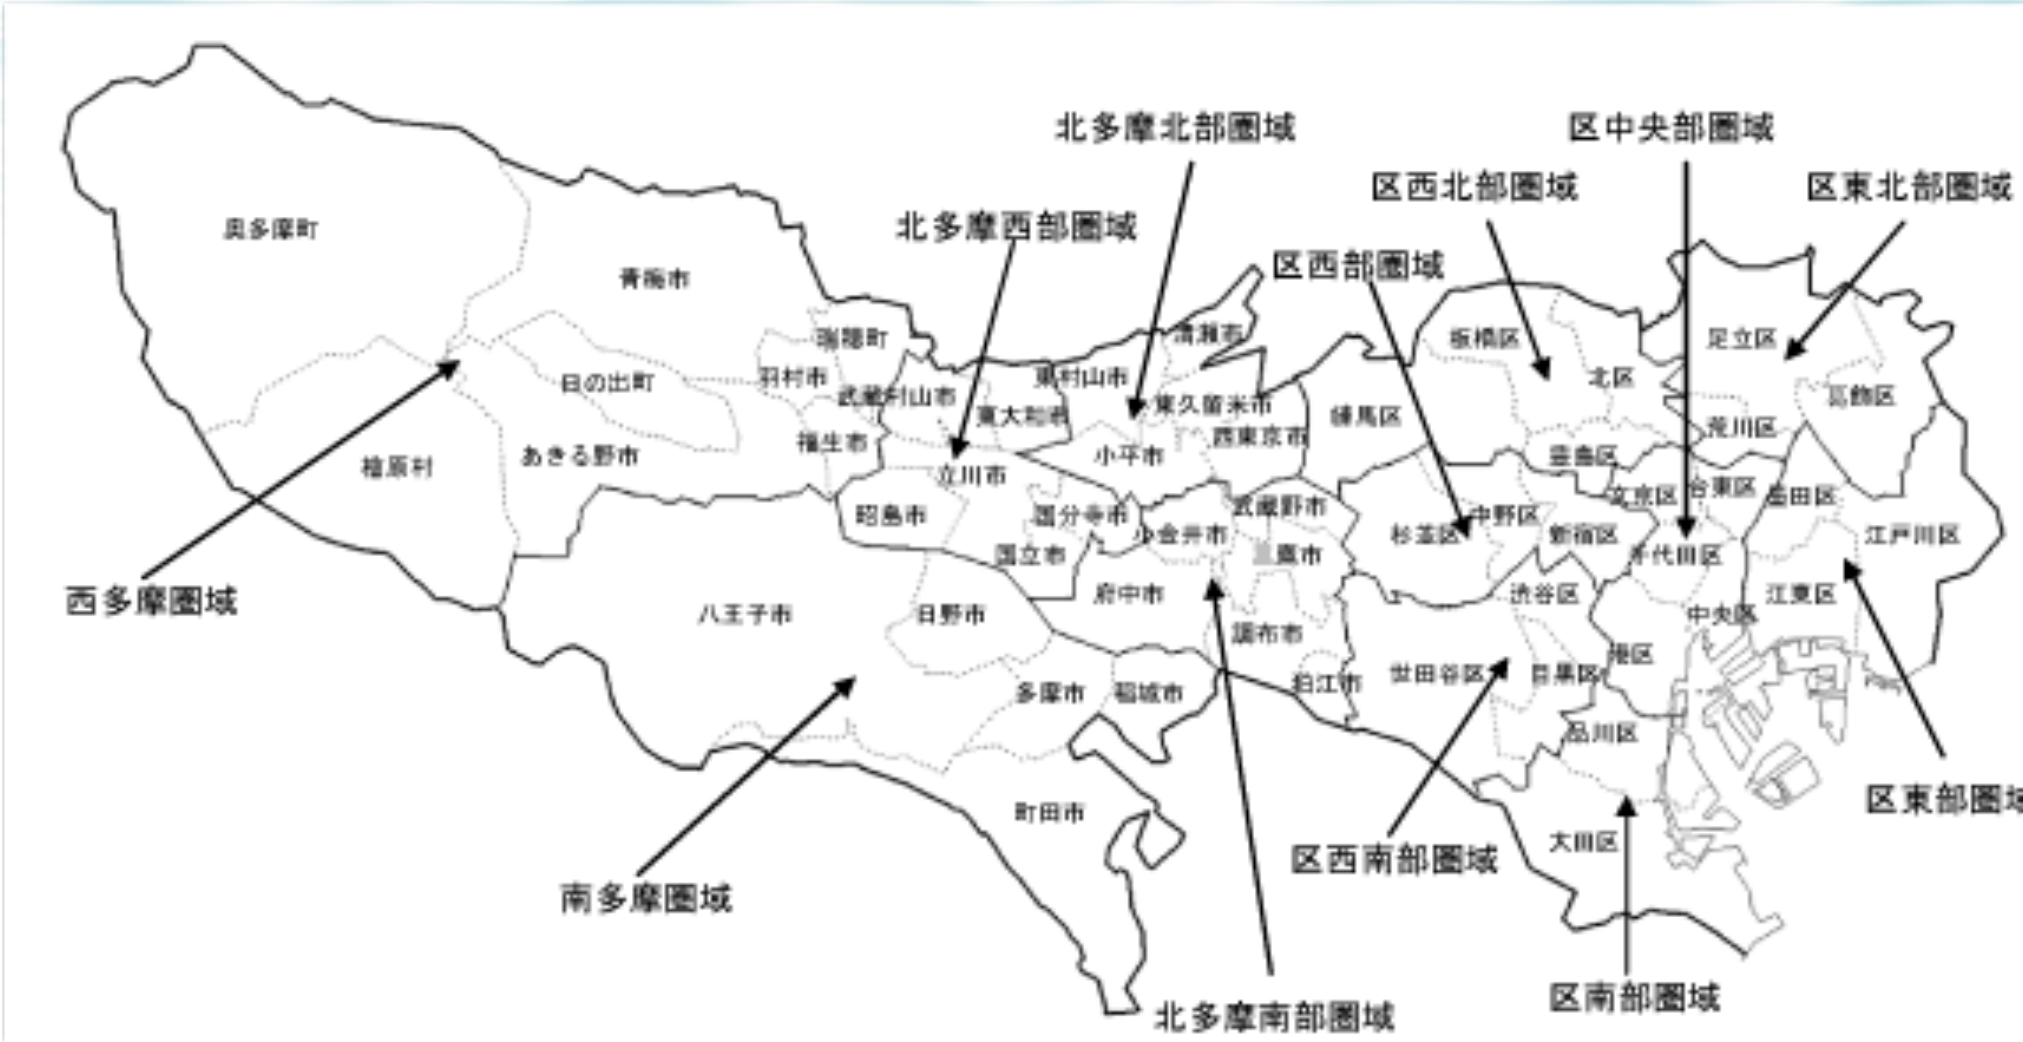 北多摩北部圏域
区中央部圏域
区西北部圏域
区東北部圏域
北多摩西部圏域
区西部圏域
奥多摩町
青梅市
瑞穂町
清瀬市
板橋区
足立区
日の出町
羽村市
武蔵村山市
東村山市
東大和市
東久留米市
練馬区
北区
葛飾区
檜原村
あきる野市
福生市
小平市
西東京市
豊島区
荒川区
立川市
昭島市
国分寺市
国立市
小金井市
武蔵野市
三鷹市
杉並区
中野区
新宿区
文京区
台東区
墨田区
千代田区
江戸川区
西多摩圏域
八王子市
日野市
府中市
調布市
渋谷区
中央区
江東区
多摩市
稲城市
狛江市
世田谷区
目黒区
港区
品川区
町田市
大田区
区東部圏域
区西南部圏域
南多摩圏域
北多摩南部圏域
区南部圏域